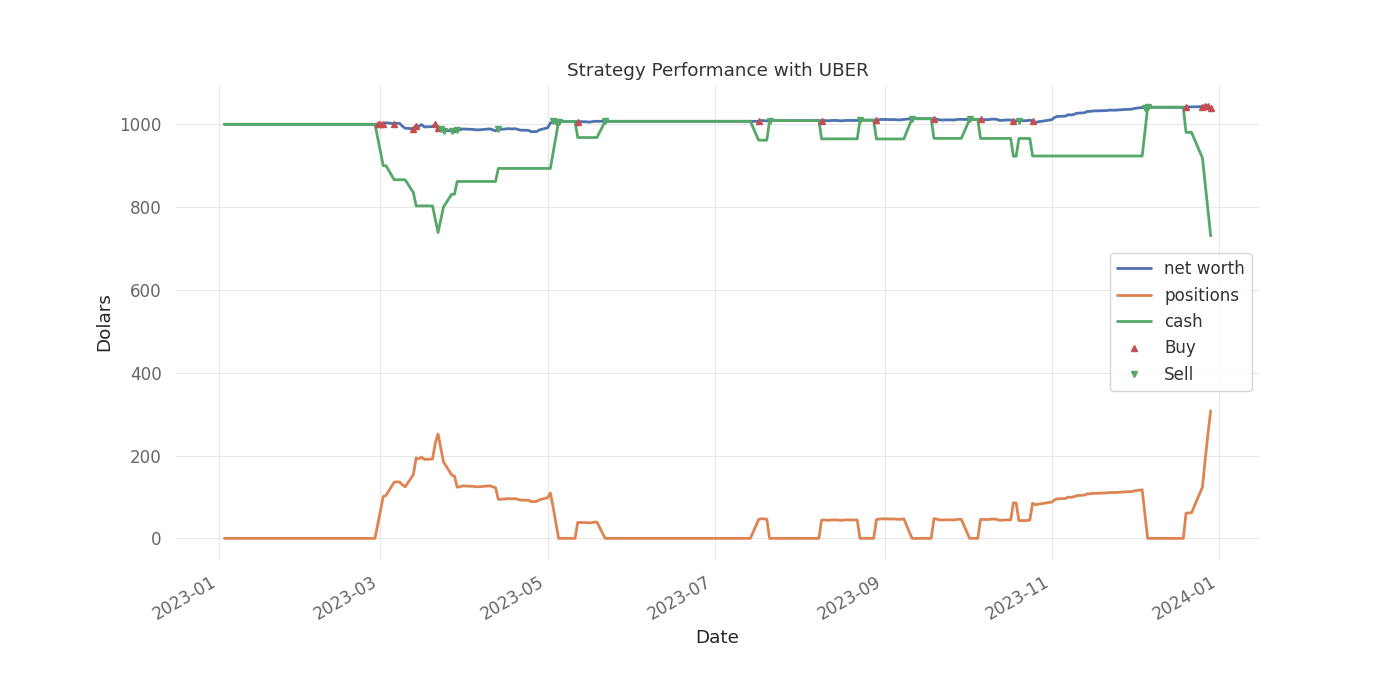 Strategy Performance with UBER
1000
800
600
400
200
0
Dolars
net worth
positions
cash
Buy
Sell
2023-01
2023-03
2023-05
2023-07
2023-09
2023-11
2024-01
Date